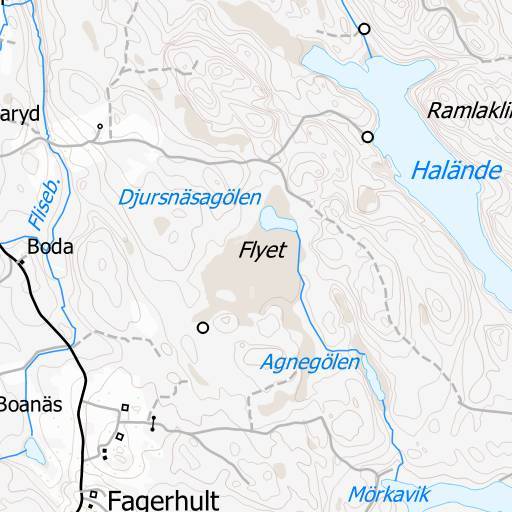 aryd
Ramlaklin
Halände
Djursnäsagölen
Fliseb.
Boda
Flyet
Agnegölen
Boanäs
Mörkavik
Fagerhult